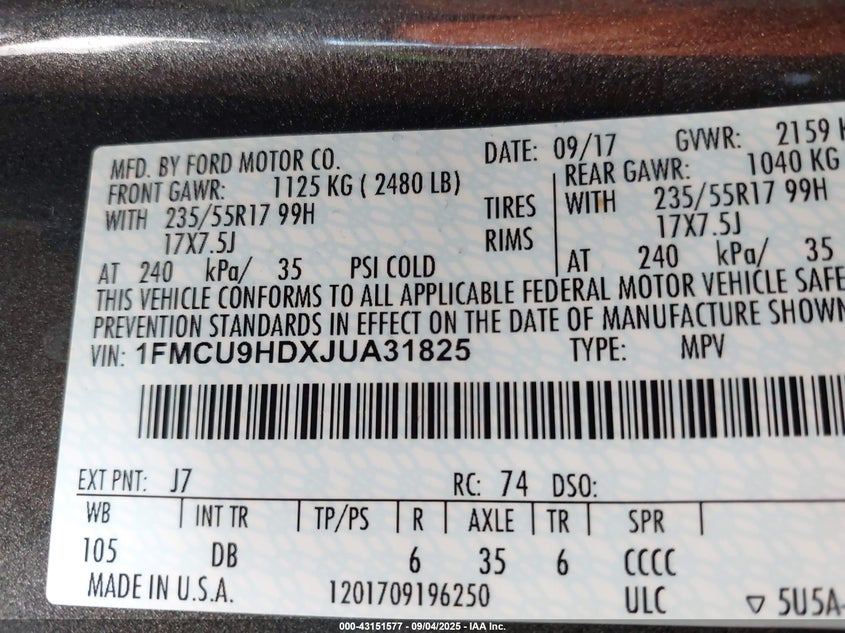 MFD. BY FORD MOTOR CO. DATE: 09/17 GVWR: 2159 K
FRONT GAWR: 1125 KG ( 2480 LB) REAR GAWR: 1040 KG
WITH 235/55R17 99H TIRES WITH 235/55R17 99H
17X7.5J RIMS 17X7.5J
AT 240 kPa/ 35 PSI COLD AT 240 kPa/ 35
THIS VEHICLE CONFORMS TO ALL APPLICABLE FEDERAL MOTOR VEHICLE SAFE
PREVENTION STANDARDS IN EFFECT ON THE DATE OF MANUFACTURE SHOWN
VIN: 1FMCU9HDXJUA31825 TYPE: MPV
EXT PNT: J7 RC: 74 DSO:
WB INT TR TP/PS R AXLE TR SPR
105 DB 6 35 6 CCCC
MADE IN U.S.A. 1201709196250 ULC ▽ 5U5A-
000-43151577 - 09/04/2025 - IAA Inc.